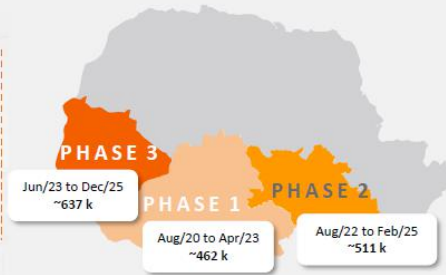 PHASE 3
Jun/23 to Dec/25
~637 k
PHASE 1
Aug/20 to Apr/23
~462 k
PHASE 2
Aug/22 to Feb/25
~511 k